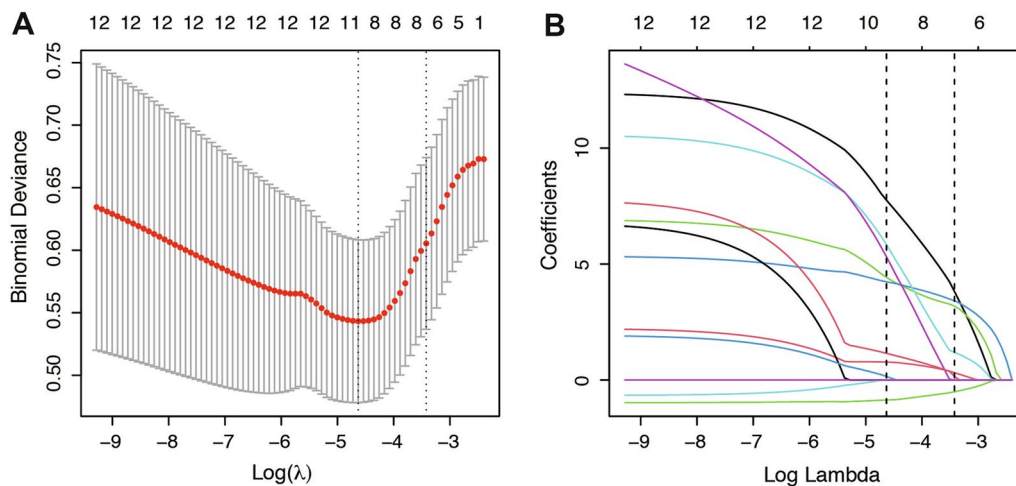 A
12 12 12 12 12 12 12 11 8 8 6 5 1
Binomial Deviance
0.75
0.70
0.65
0.60
0.55
0.50
−9 −8 −7 −6 −5 −4 −3
Log(λ)
B
12 12 12 12 10 8 6
Coefficients
10
5
0
−9 −8 −7 −6 −5 −4 −3
Log Lambda